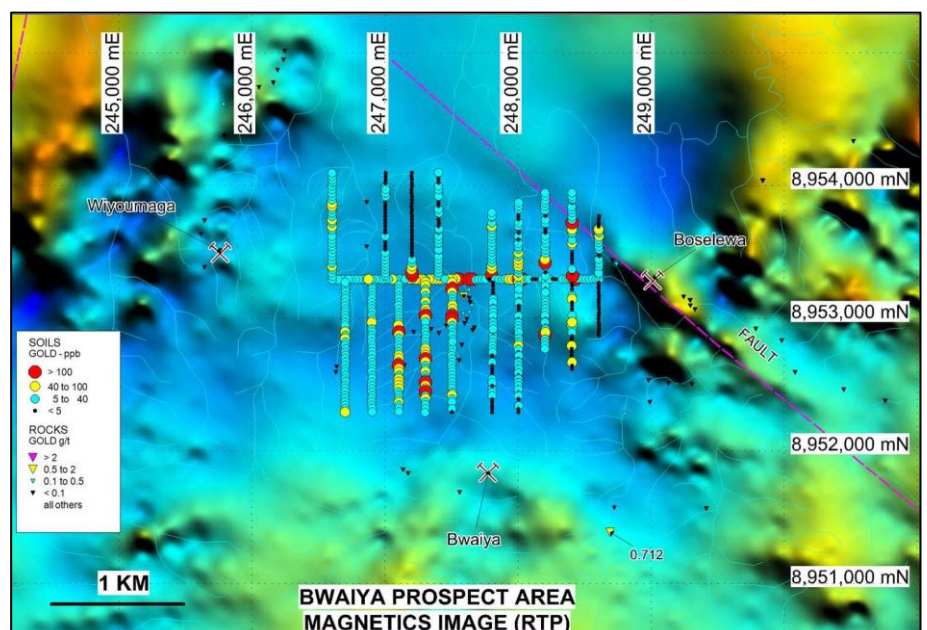 245,000 mE
246,000 mE
247,000 mE
248,000 mE
249,000 mE
8,954,000 mN
Wiyoumaga
Boselewa
8,953,000 mN
FAULT
SOILS
GOLD - ppb
> 100
40 to 100
5 to 40
< 5
ROCKS
GOLD g/t
> 2
0.5 to 2
0.1 to 0.5
< 0.1
all others
8,952,000 mN
Bwaiya
0.712
8,951,000 mN
1 KM
BWAIYA PROSPECT AREA
MAGNETICS IMAGE (RTP)